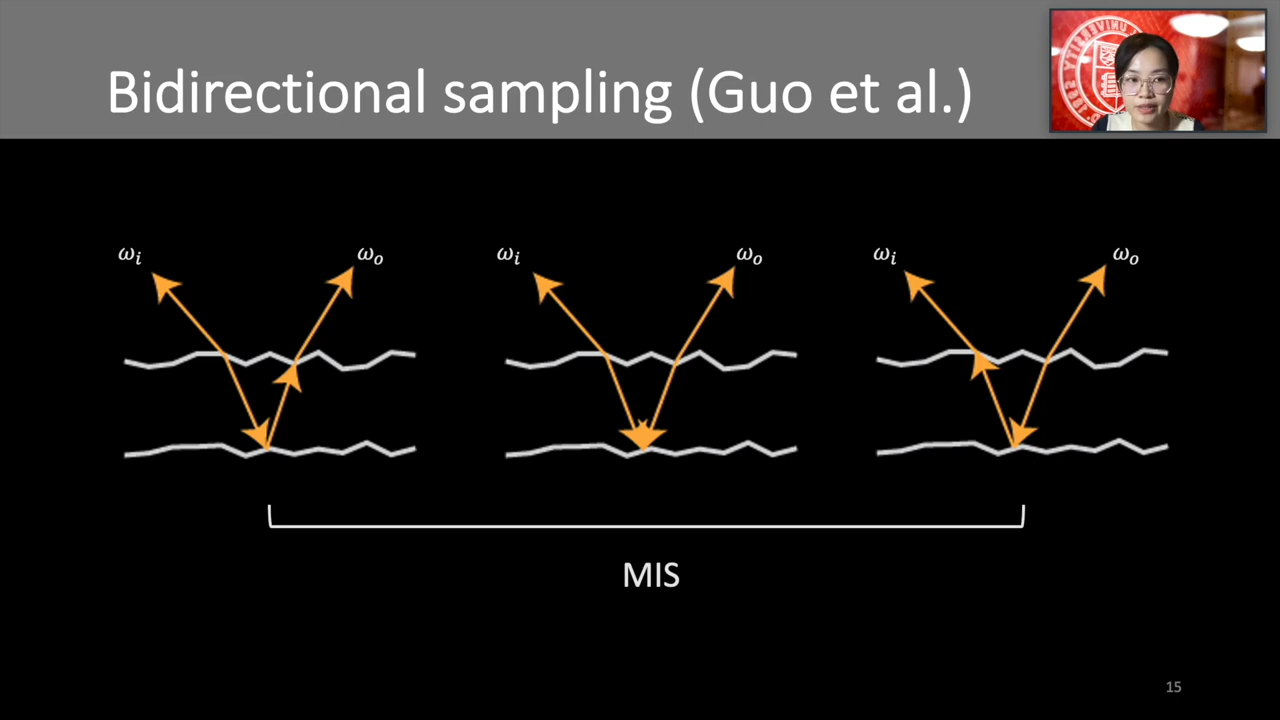 Bidirectional sampling (Guo et al.)
ωᵢ ωₒ ωᵢ ωₒ ωᵢ ωₒ
MIS
15